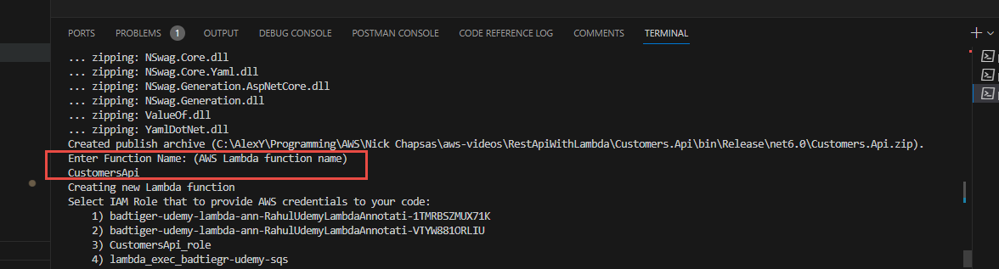 PORTS PROBLEMS 1 OUTPUT DEBUG CONSOLE POSTMAN CONSOLE CODE REFERENCE LOG COMMENTS TERMINAL
... zipping: NSwag.Core.dll
... zipping: NSwag.Core.Yaml.dll
... zipping: NSwag.Generation.AspNetCore.dll
... zipping: NSwag.Generation.dll
... zipping: ValueOf.dll
... zipping: YamlDotNet.dll
Created publish archive (C:\AlexY\Programming\AWS\Nick Chapsas\aws-videos\RestApiWithLambda\Customers.Api\bin\Release\net6.0\Customers.Api.zip).
Enter Function Name: (AWS Lambda function name)
CustomersApi
Creating new Lambda function
Select IAM Role that to provide AWS credentials to your code:
1) badtiger-udemy-lambda-ann-RahulUdemyLambdaAnnotati-1TMRBSZMUX71K
2) badtiger-udemy-lambda-ann-RahulUdemyLambdaAnnotati-VTYW881ORLIU
3) CustomersApi_role
4) lambda_exec_badtiegr-udemy-sqs